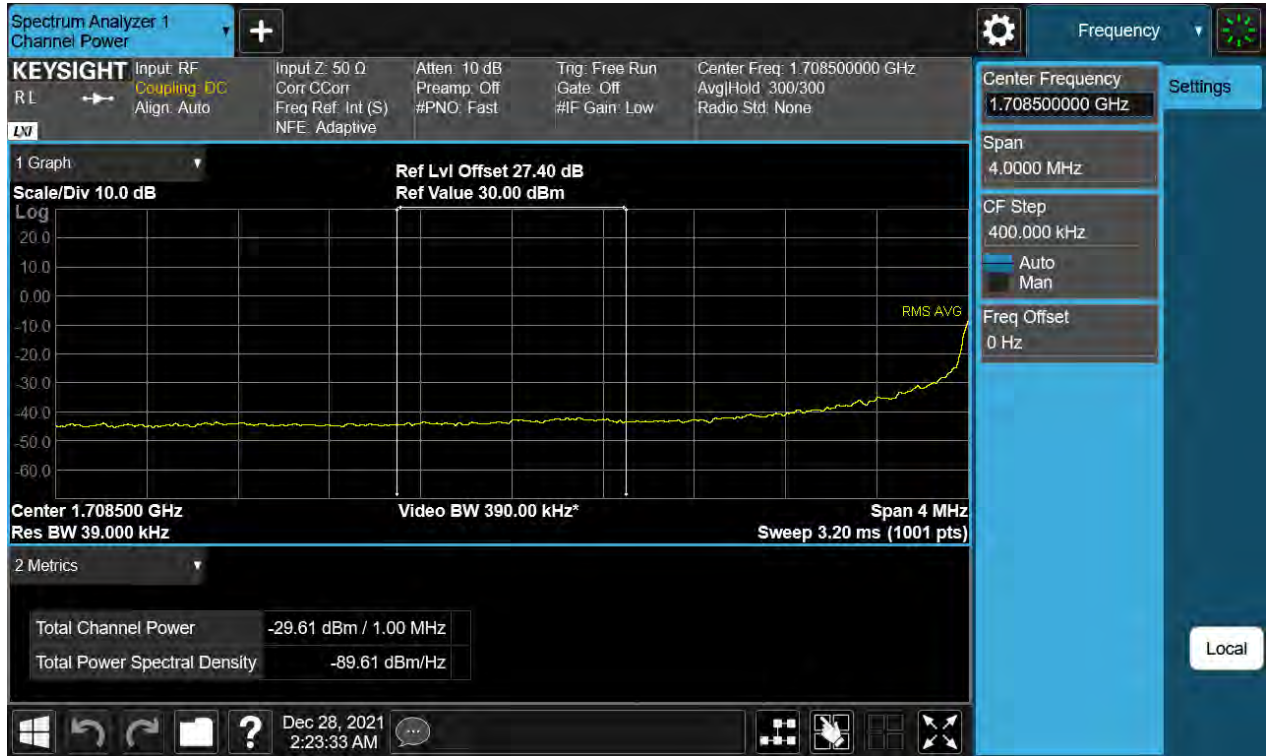 Spectrum Analyzer 1
Channel Power
+
Frequency
KEYSIGHT
RL
LXI
Input: RF
Coupling: DC
Align: Auto
Input Z: 50 Ω
Corr CCorr
Freq Ref: Int (S)
NFE: Adaptive
Atten: 10 dB
Preamp: Off
#PNO: Fast
Trig: Free Run
Gate: Off
#IF Gain: Low
Center Freq: 1.708500000 GHz
Avg|Hold: 300/300
Radio Std: None
Center Frequency
1.708500000 GHz
Settings
Span
4.0000 MHz
CF Step
400.000 kHz
Auto
Man
Freq Offset
0 Hz
Local
1 Graph
Scale/Div 10.0 dB
Ref Lvl Offset 27.40 dB
Ref Value 30.00 dBm
Log
20.0
10.0
0.00
-10.0
-20.0
-30.0
-40.0
-50.0
-60.0
RMS AVG
Center 1.708500 GHz
Video BW 390.00 kHz*
Span 4 MHz
Res BW 39.000 kHz
Sweep 3.20 ms (1001 pts)
2 Metrics
Total Channel Power -29.61 dBm / 1.00 MHz
Total Power Spectral Density -89.61 dBm/Hz
?
Dec 28, 2021
2:23:33 AM